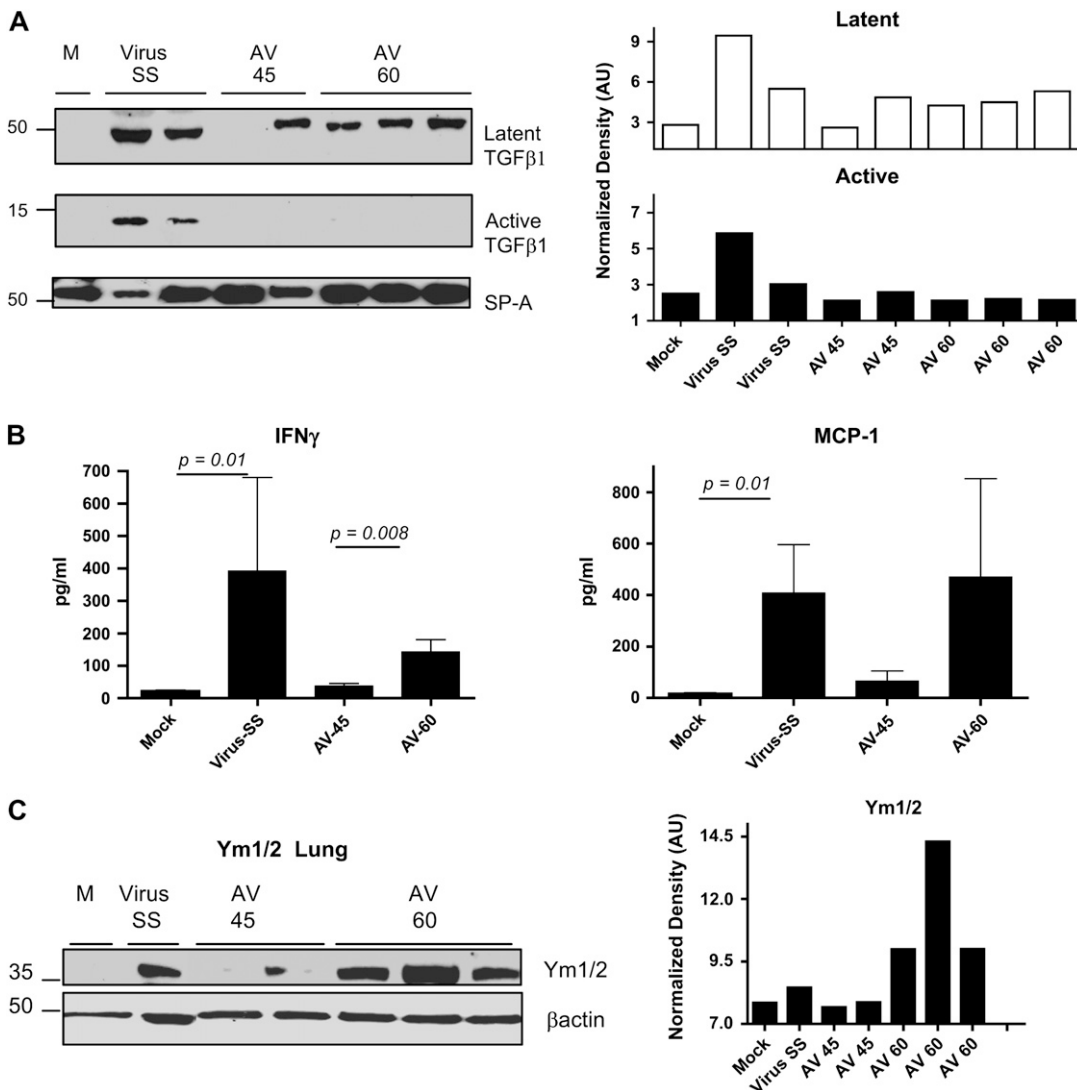 A
M
Virus
SS
AV
45
AV
60
50
Latent
TGFβ1
15
Active
TGFβ1
50
SP-A
Latent
9
6
3
Active
7
5
3
1
Normalized Density (AU)
Mock
Virus SS
Virus SS
AV 45
AV 45
AV 60
AV 60
AV 60
B
IFNγ
p = 0.01
p = 0.008
700
600
500
400
300
200
100
0
pg/ml
Mock
Virus-SS
AV-45
AV-60
MCP-1
p = 0.01
800
600
400
200
0
pg/ml
Mock
Virus-SS
AV-45
AV-60
C
Ym1/2 Lung
M
Virus
SS
AV
45
AV
60
35
Ym1/2
50
βactin
Ym1/2
14.5
12.0
9.5
7.0
Normalized Density (AU)
Mock
Virus SS
AV 45
AV 45
AV 60
AV 60
AV 60